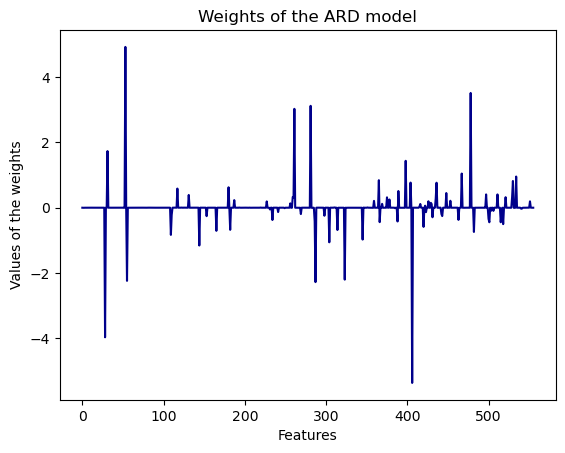 Weights of the ARD model
4
2
0
−2
−4
Values of the weights
0 100 200 300 400 500
Features